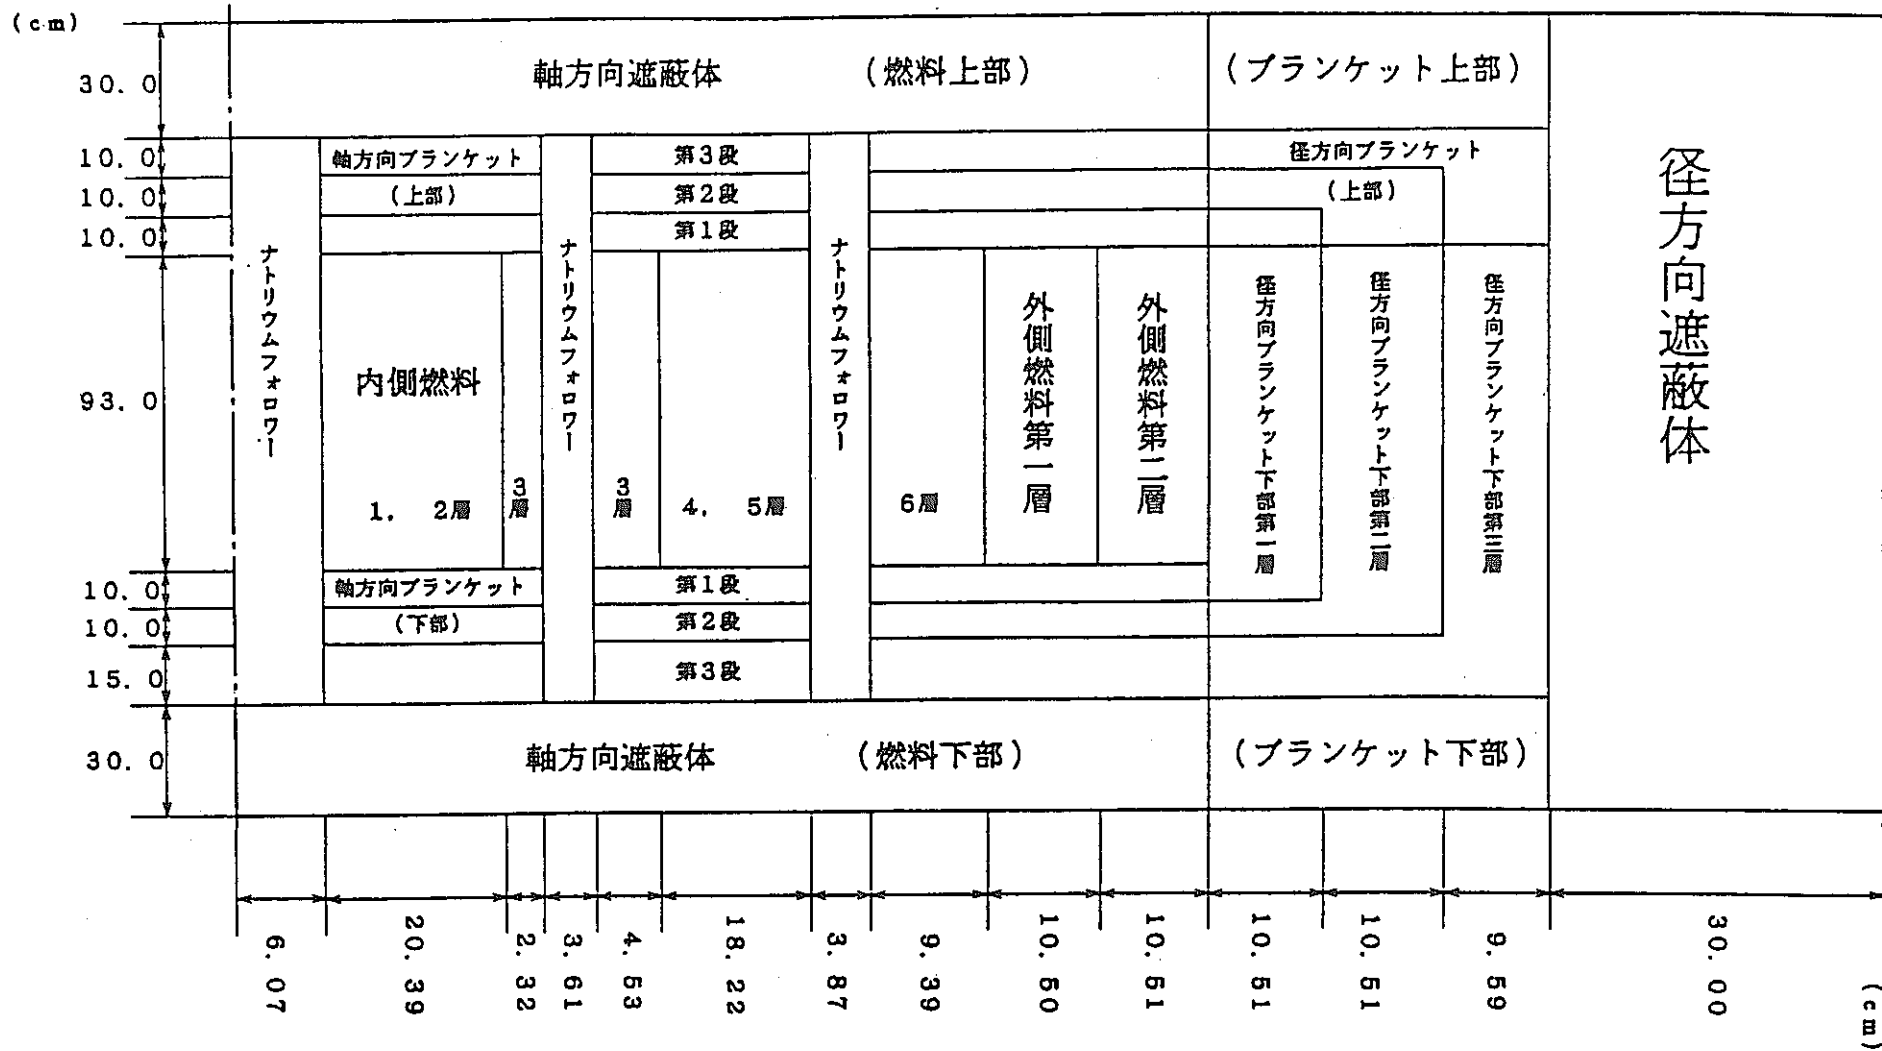 (cm)
軸方向遮蔽体 (燃料上部) (ブランケット上部)
30.0
10.0
軸方向ブランケット
第3段
径方向ブランケット
10.0
(上部)
第2段
(上部)
10.0
第1段
径方向遮蔽体
ナトリウムフォロワー
ナトリウムフォロワー
ナトリウムフォロワー
93.0
内側燃料
1. 2層
3層
3層
4. 5層
6層
外側燃料第一層
外側燃料第二層
径方向ブランケット下部第一層
径方向ブランケット下部第二層
径方向ブランケット下部第三層
10.0
軸方向ブランケット
第1段
10.0
(下部)
第2段
15.0
第3段
30.0
軸方向遮蔽体 (燃料下部) (ブランケット下部)
6.07
20.39
2.32
3.61
4.53
18.22
3.87
9.39
10.50
10.51
10.51
10.51
9.59
30.00
(cm)